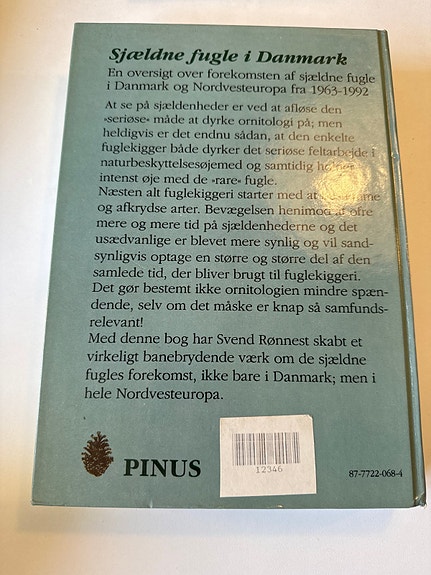 Sjældne fugle i Danmark
En oversigt over forekomsten af sjældne fugle
i Danmark og Nordvesteuropa fra 1963-1992
At se på sjældenheder er ved at afløse den
»seriøse« måde at dyrke ornitologi på; men
heldigvis er det endnu sådan, at den enkelte
fuglekigger både dyrker det seriøse feltarbejde i
naturbeskyttelsesøjemed og samtidig holder
intenst øje med de »rare« fugle.
Næsten alt fuglekiggeri starter med at
og afkrydse arter. Bevægelsen henimod at ofre
mere og mere tid på sjældenhederne og det
usædvanlige er blevet mere synlig og vil sand-
synligvis optage en større og større del af den
samlede tid, der bliver brugt til fuglekiggeri.
Det gør bestemt ikke ornitologien mindre spæn-
dende, selv om det måske er knap så samfunds-
relevant!
Med denne bog har Svend Rønnest skabt et
virkeligt banebrydende værk om de sjældne
fugles forekomst, ikke bare i Danmark; men i
hele Nordvesteuropa.
PINUS
12346
87-7722-068-4